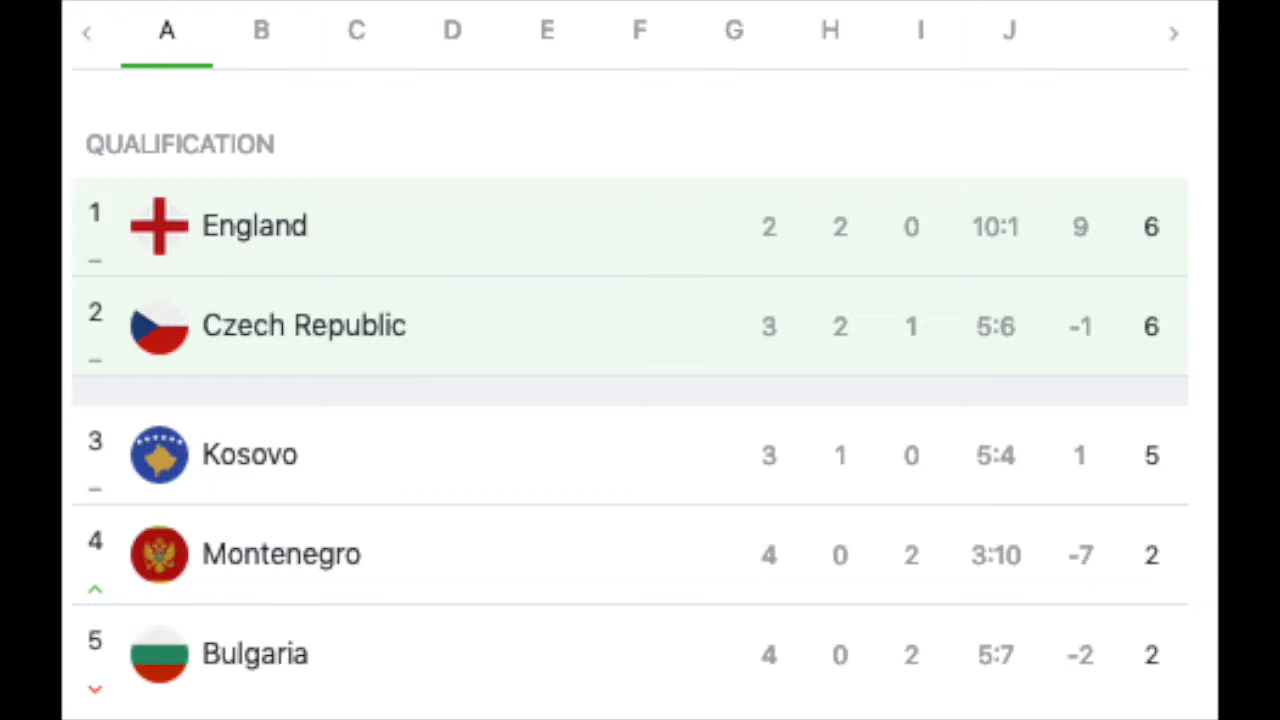 A B C D E F G H I J
QUALIFICATION
1 England 2 2 0 10:1 9 6
2 Czech Republic 3 2 1 5:6 -1 6
3 Kosovo 3 1 0 5:4 1 5
4 Montenegro 4 0 2 3:10 -7 2
5 Bulgaria 4 0 2 5:7 -2 2